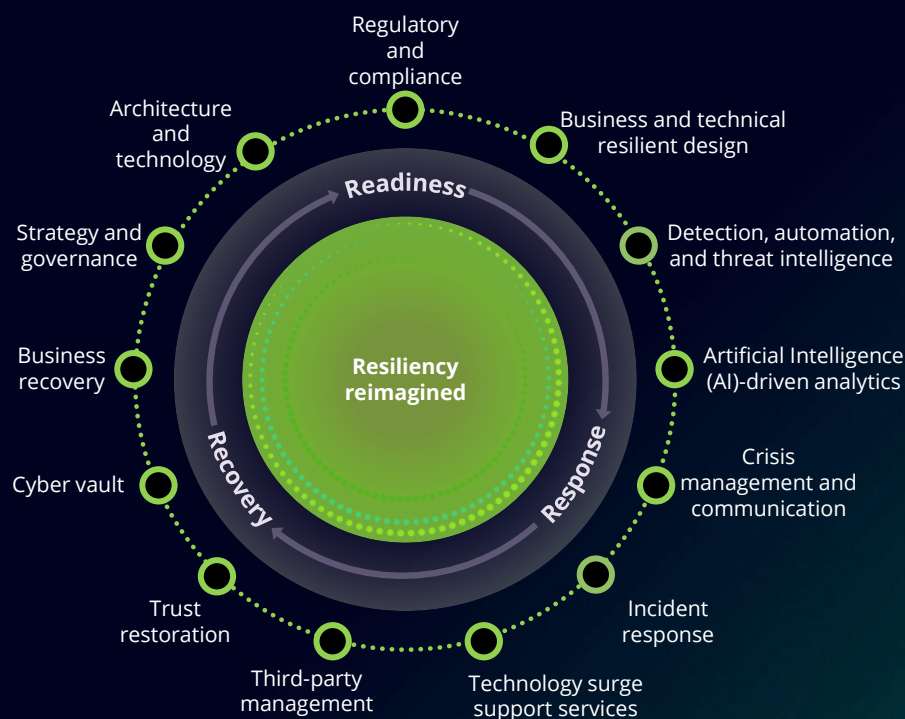 Regulatory
and
compliance
Business and technical
resilient design
Detection, automation,
and threat intelligence
Artificial Intelligence
(AI)-driven analytics
Crisis
management and
communication
Incident
response
Technology surge
support services
Third-party
management
Trust
restoration
Cyber vault
Business
recovery
Strategy and
governance
Architecture
and
technology
Readiness
Response
Recovery
Resiliency
reimagined